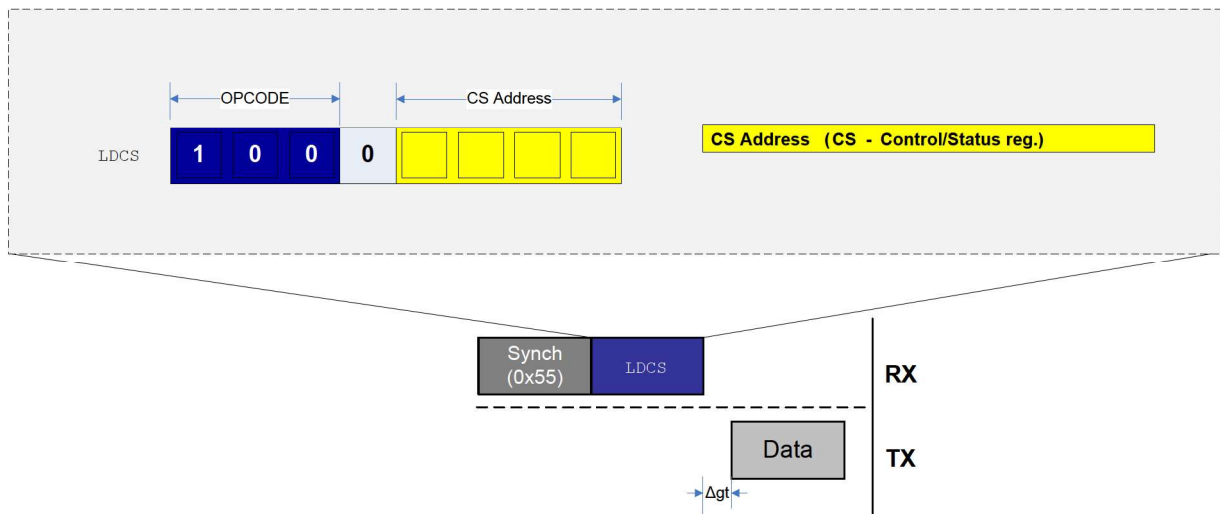 OPCODE
CS Address
LDCS
1 0 0 0
CS Address (CS - Control/Status reg.)
Synch
(0x55)
LDCS
RX
Data
TX
Δgt